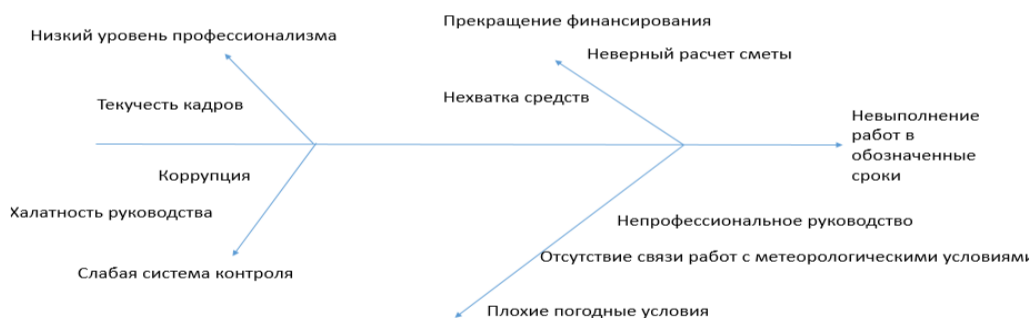 Прекращение финансирования
Низкий уровень профессионализма
Неверный расчет сметы
Текучесть кадров
Нехватка средств
Невыполнение
работ в
обозначенные
сроки
Коррупция
Халатность руководства
Непрофессиональное руководство
Слабая система контроля
Отсутствие связи работ с метеорологическими условиями
Плохие погодные условия